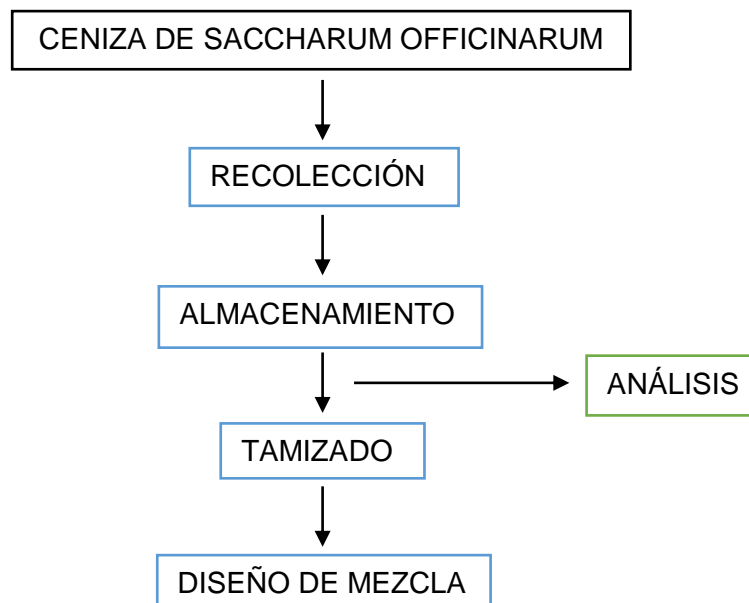 CENIZA DE SACCHARUM OFFICINARUM
RECOLECCIÓN
ALMACENAMIENTO
ANÁLISIS
TAMIZADO
DISEÑO DE MEZCLA